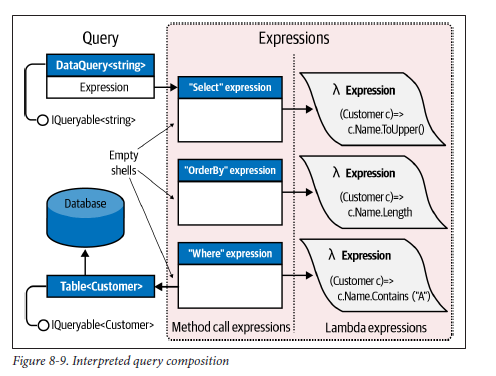 Query
Expressions
DataQuery<string>
Expression
IQueryable<string>
"Select" expression
λ Expression
(Customer c)=>
c.Name.ToUpper()
Empty
shells
"OrderBy" expression
λ Expression
(Customer c)=>
c.Name.Length
Database
"Where" expression
λ Expression
(Customer c)=>
c.Name.Contains ("A")
Table<Customer>
IQueryable<Customer>
Method call expressions
Lambda expressions
Figure 8-9. Interpreted query composition